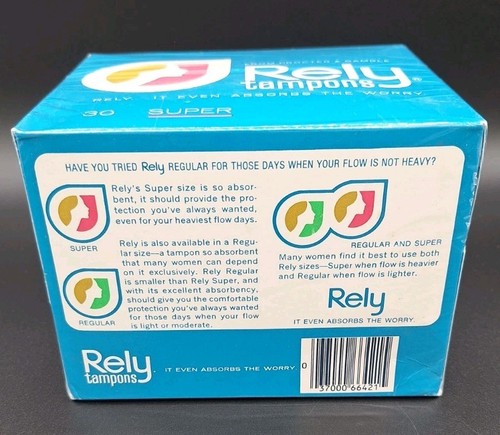 FROM PROCTER & GAMBLE
Rely®
tampons
RELY. IT EVEN ABSORBS THE WORRY.
30 SUPER
HAVE YOU TRIED Rely REGULAR FOR THOSE DAYS WHEN YOUR FLOW IS NOT HEAVY?
SUPER
Rely's Super size is so absor-
bent, it should provide the pro-
tection you've always wanted,
even for your heaviest flow days.
Rely is also available in a Regu-
lar size—a tampon so absorbent
that many women can depend
on it exclusively. Rely Regular
is smaller than Rely Super, and
with its excellent absorbency,
should give you the comfortable
protection you've always wanted
for those days when your flow
is light or moderate.
REGULAR
REGULAR AND SUPER
Many women find it best to use both
Rely sizes—Super when flow is heavier
and Regular when flow is lighter.
Rely
IT EVEN ABSORBS THE WORRY.
Rely
tampons
IT EVEN ABSORBS THE WORRY.
0 37000 66421